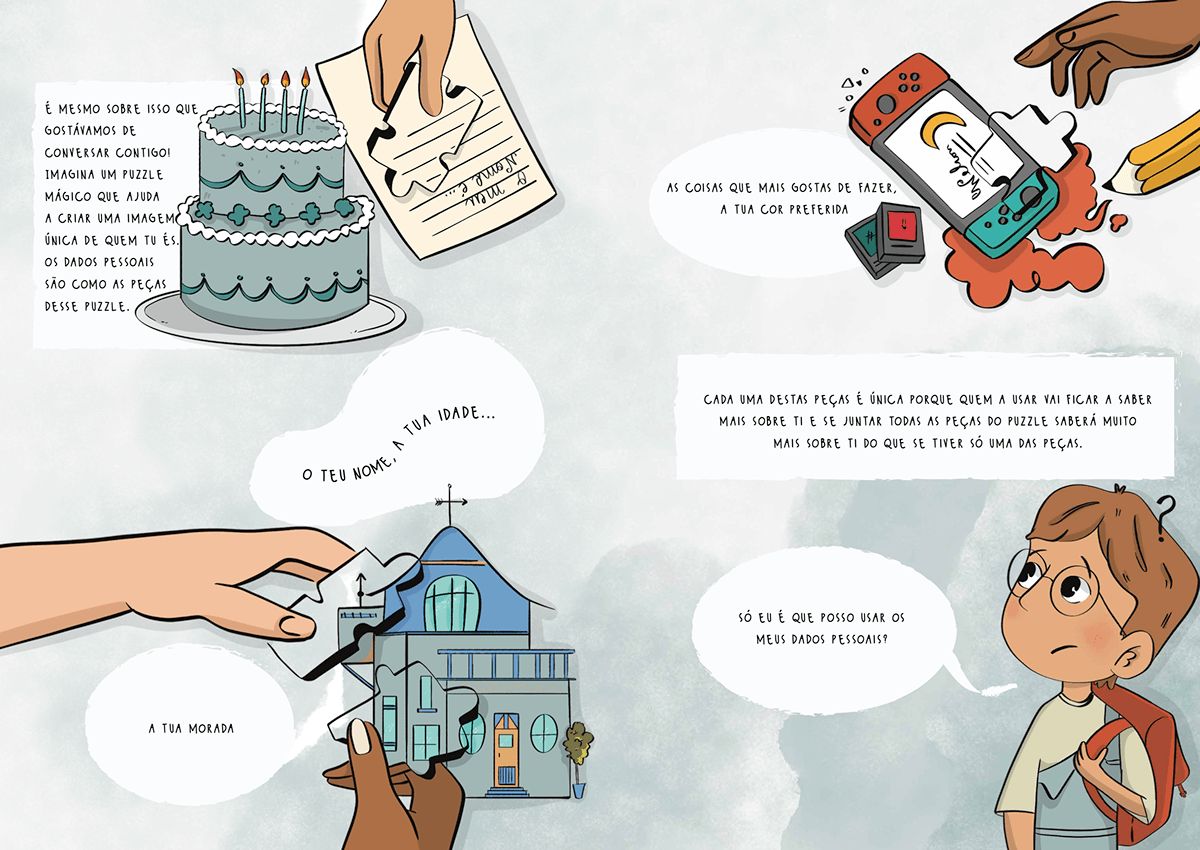 É MESMO SOBRE ISSO QUE
GOSTÁVAMOS DE
CONVERSAR CONTIGO!
IMAGINA UM PUZZLE
MÁGICO QUE AJUDA
A CRIAR UMA IMAGEM
ÚNICA DE QUEM TU ÉS.
OS DADOS PESSOAIS
SÃO COMO AS PEÇAS
DESSE PUZZLE.
O meu
Nome é...
O TEU NOME, A TUA IDADE...
A TUA MORADA
AS COISAS QUE MAIS GOSTAS DE FAZER,
A TUA COR PREFERIDA
CADA UMA DESTAS PEÇAS É ÚNICA PORQUE QUEM A USAR VAI FICAR A SABER
MAIS SOBRE TI E SE JUNTAR TODAS AS PEÇAS DO PUZZLE SABERÁ MUITO
MAIS SOBRE TI DO QUE SE TIVER SÓ UMA DAS PEÇAS.
SÓ EU É QUE POSSO USAR OS
MEUS DADOS PESSOAIS?
?